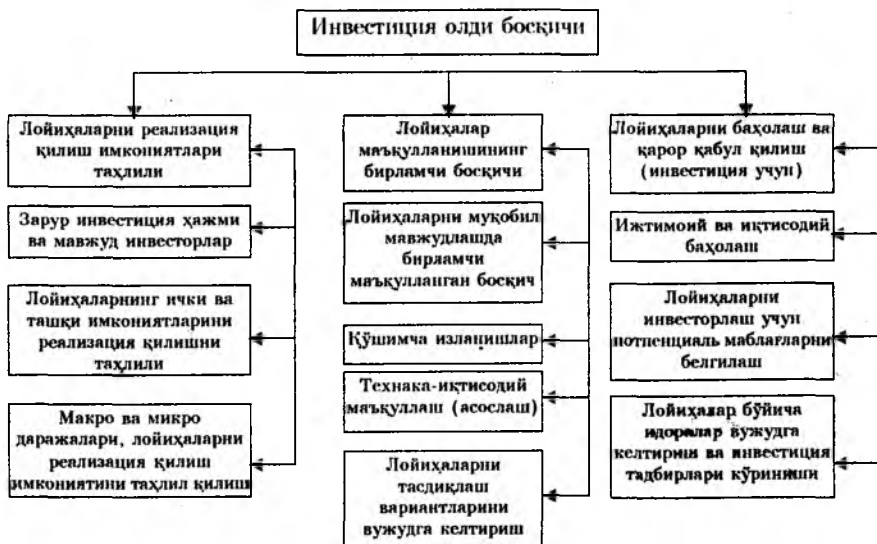 Инвестиция олди босқичи
Лойиҳаларни реализация
қилиш имкониятлари
таҳлили
Зарур инвестиция ҳажми
ва мавжуд инвесторлар
Лойиҳаларнинг ички ва
ташқи имкониятларини
реализация қилишни
таҳлили
Макро ва микро
даражалари, лойиҳаларни
реализация қилиш
имкониятини таҳлил қилиш
Лойиҳалар
маъқулланишининг
бирламчи босқичи
Лойиҳаларни муқобил
мавжудлашда
бирламчи
маъқулланган босқич
Қўшимча изланишлар
Технака-иқтисодий
маъқуллаш (асослаш)
Лойиҳаларни
тасдиқлаш
вариантларини
вужудга келтириш
Лойиҳаларни баҳолаш ва
қарор қабул қилиш
(инвестиция учун)
Ижтимоий ва иқтисодий
баҳолаш
Лойиҳаларни
инвесторлаш учун
потпенциаль маблағларни
белгилаш
Лойиҳалар бўйича
идоралар вужудга
келтириш ва инвестиция
тадбирлари кўриниши